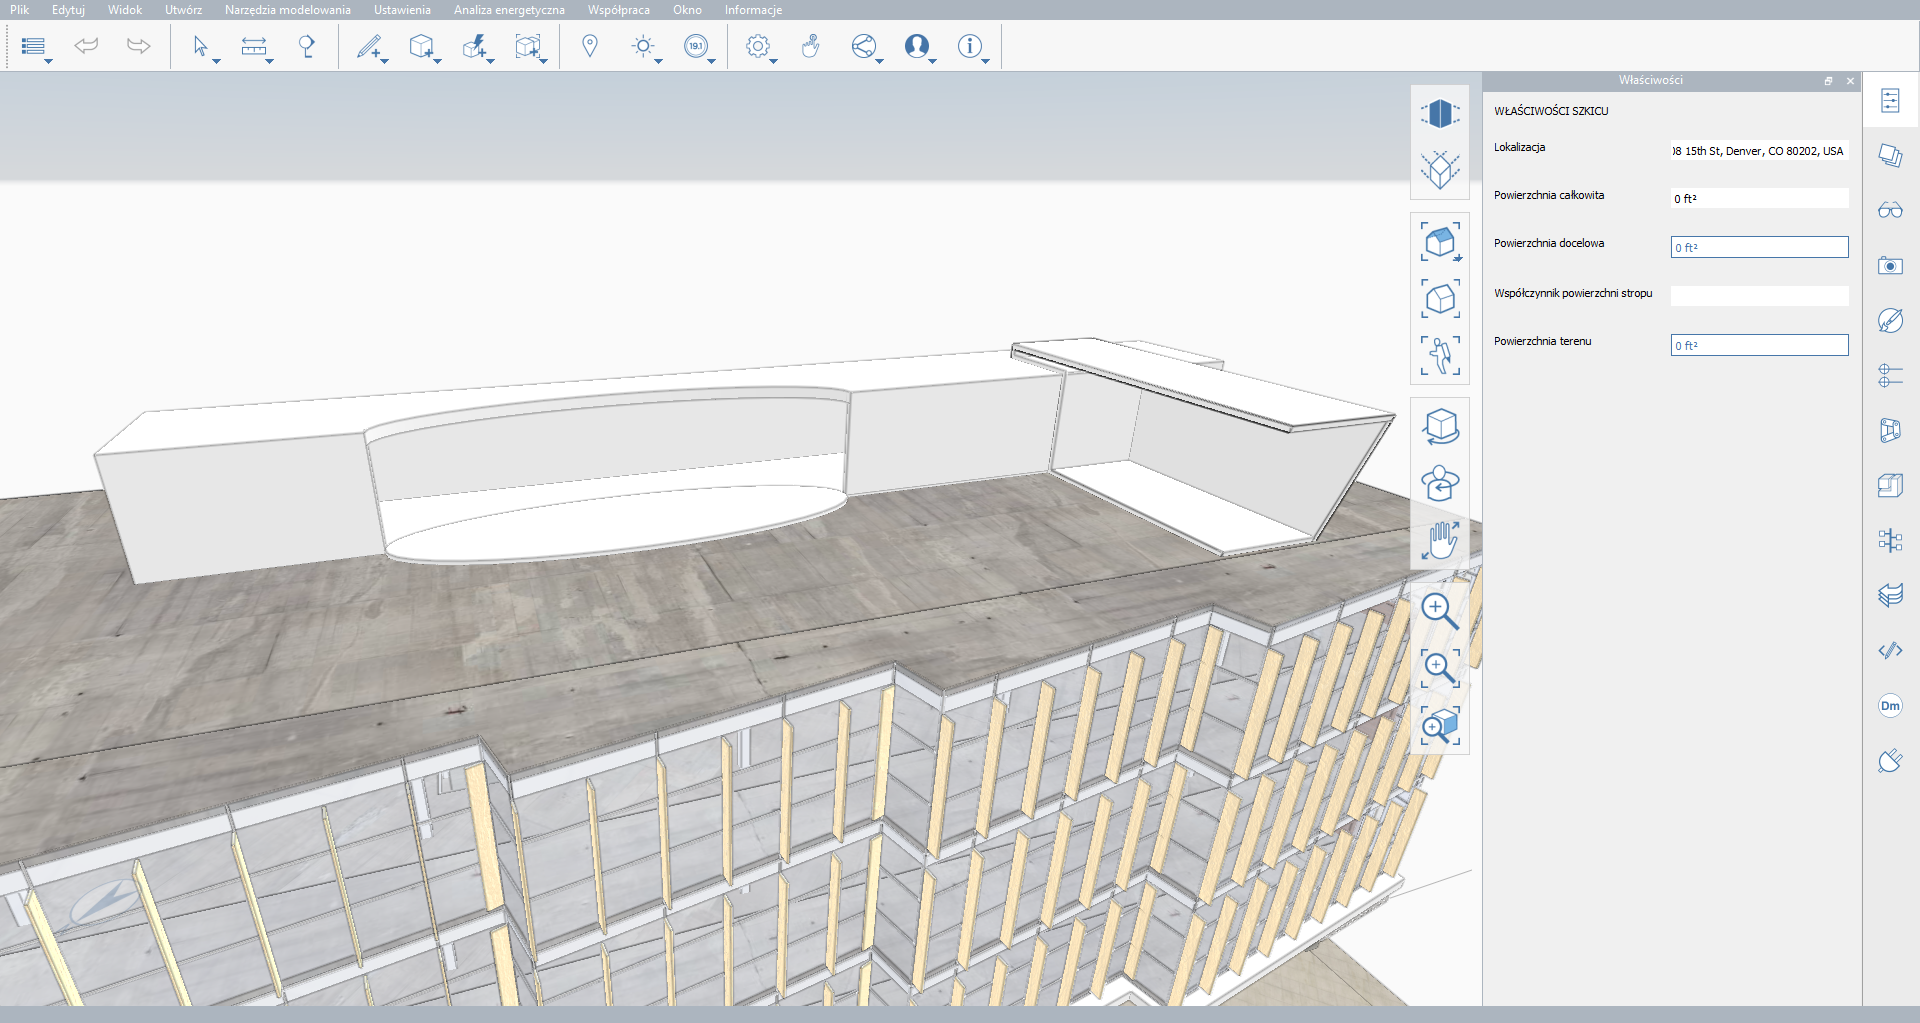 Plik Edytuj Widok Utwórz Narzędzia modelowania Ustawienia Analiza energetyczna Współpraca Okno Informacje
19.1
Właściwości
WŁAŚCIWOŚCI SZKICU
Lokalizacja 8 15th St, Denver, CO 80202, USA
Powierzchnia całkowita 0 ft²
Powierzchnia docelowa 0 ft²
Współczynnik powierzchni stropu
Powierzchnia terenu 0 ft²
Dm